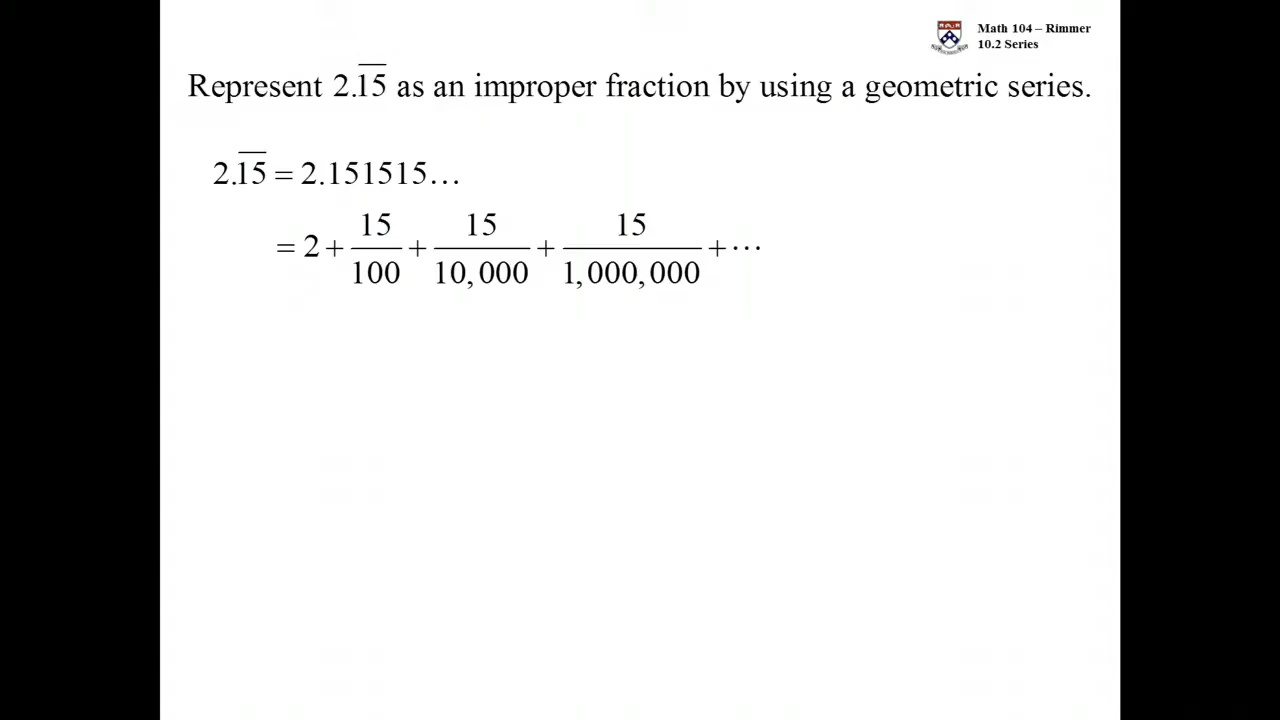 Math 104 – Rimmer
10.2 Series
Represent 2.1̅5̅ as an improper fraction by using a geometric series.
2.1̅5̅ = 2.151515…
= 2 + 15/100 + 15/10,000 + 15/1,000,000 + ⋯